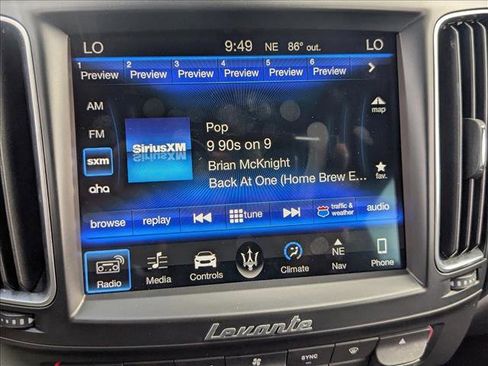 LO 9:49 NE 86° out. LO
1 2 3 4 5 6
Preview Preview Preview Preview Preview Preview
AM
map
Pop
FM
SiriusXM
9 90s on 9
sxm
Brian McKnight
Back At One (Home Brew E... fav.
aha
browse replay tune traffic & weather audio
NE
Radio Media Controls Climate Nav Phone
Levante
SYNC